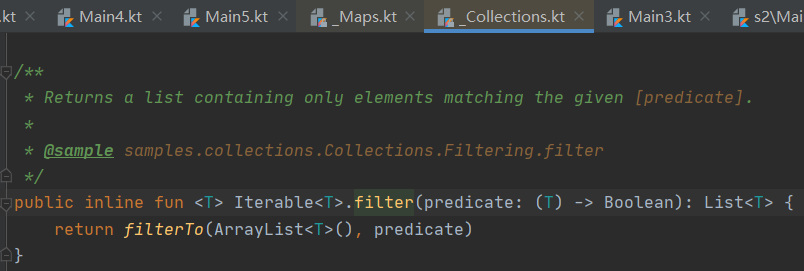 .kt Main4.kt Main5.kt _Maps.kt _Collections.kt Main3.kt s2\Mai
/**
* Returns a list containing only elements matching the given [predicate].
*
* @sample samples.collections.Collections.Filtering.filter
*/
public inline fun <T> Iterable<T>.filter(predicate: (T) -> Boolean): List<T> {
return filterTo(ArrayList<T>(), predicate)
}